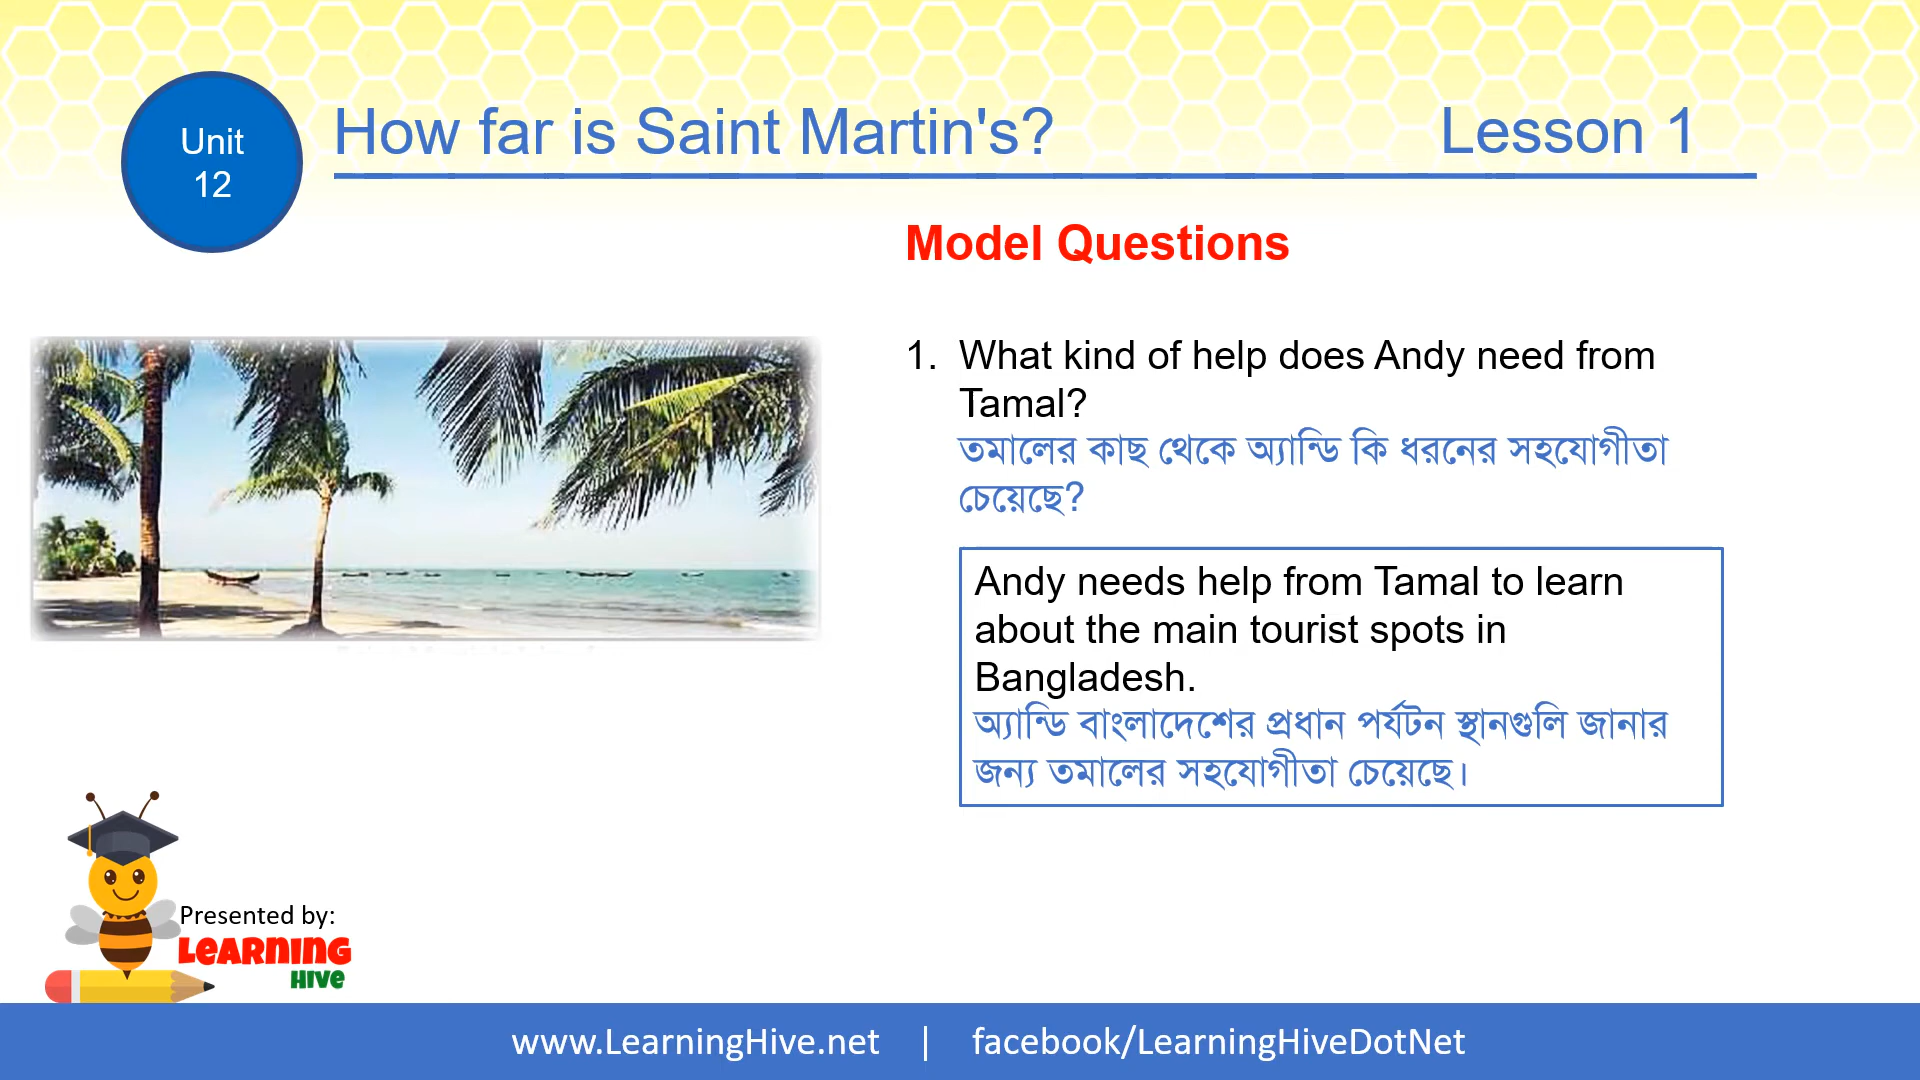 Unit
12
How far is Saint Martin's?
Lesson 1
Model Questions
1. What kind of help does Andy need from
Tamal?
তমালের কাছ থেকে অ্যান্ডি কি ধরনের সহযোগীতা
চেয়েছে?
Andy needs help from Tamal to learn
about the main tourist spots in
Bangladesh.
অ্যান্ডি বাংলাদেশের প্রধান পর্যটন স্থানগুলি জানার
জন্য তমালের সহযোগীতা চেয়েছে।
Presented by:
LEARNING
HIVE
www.LearningHive.net | facebook/LearningHiveDotNet